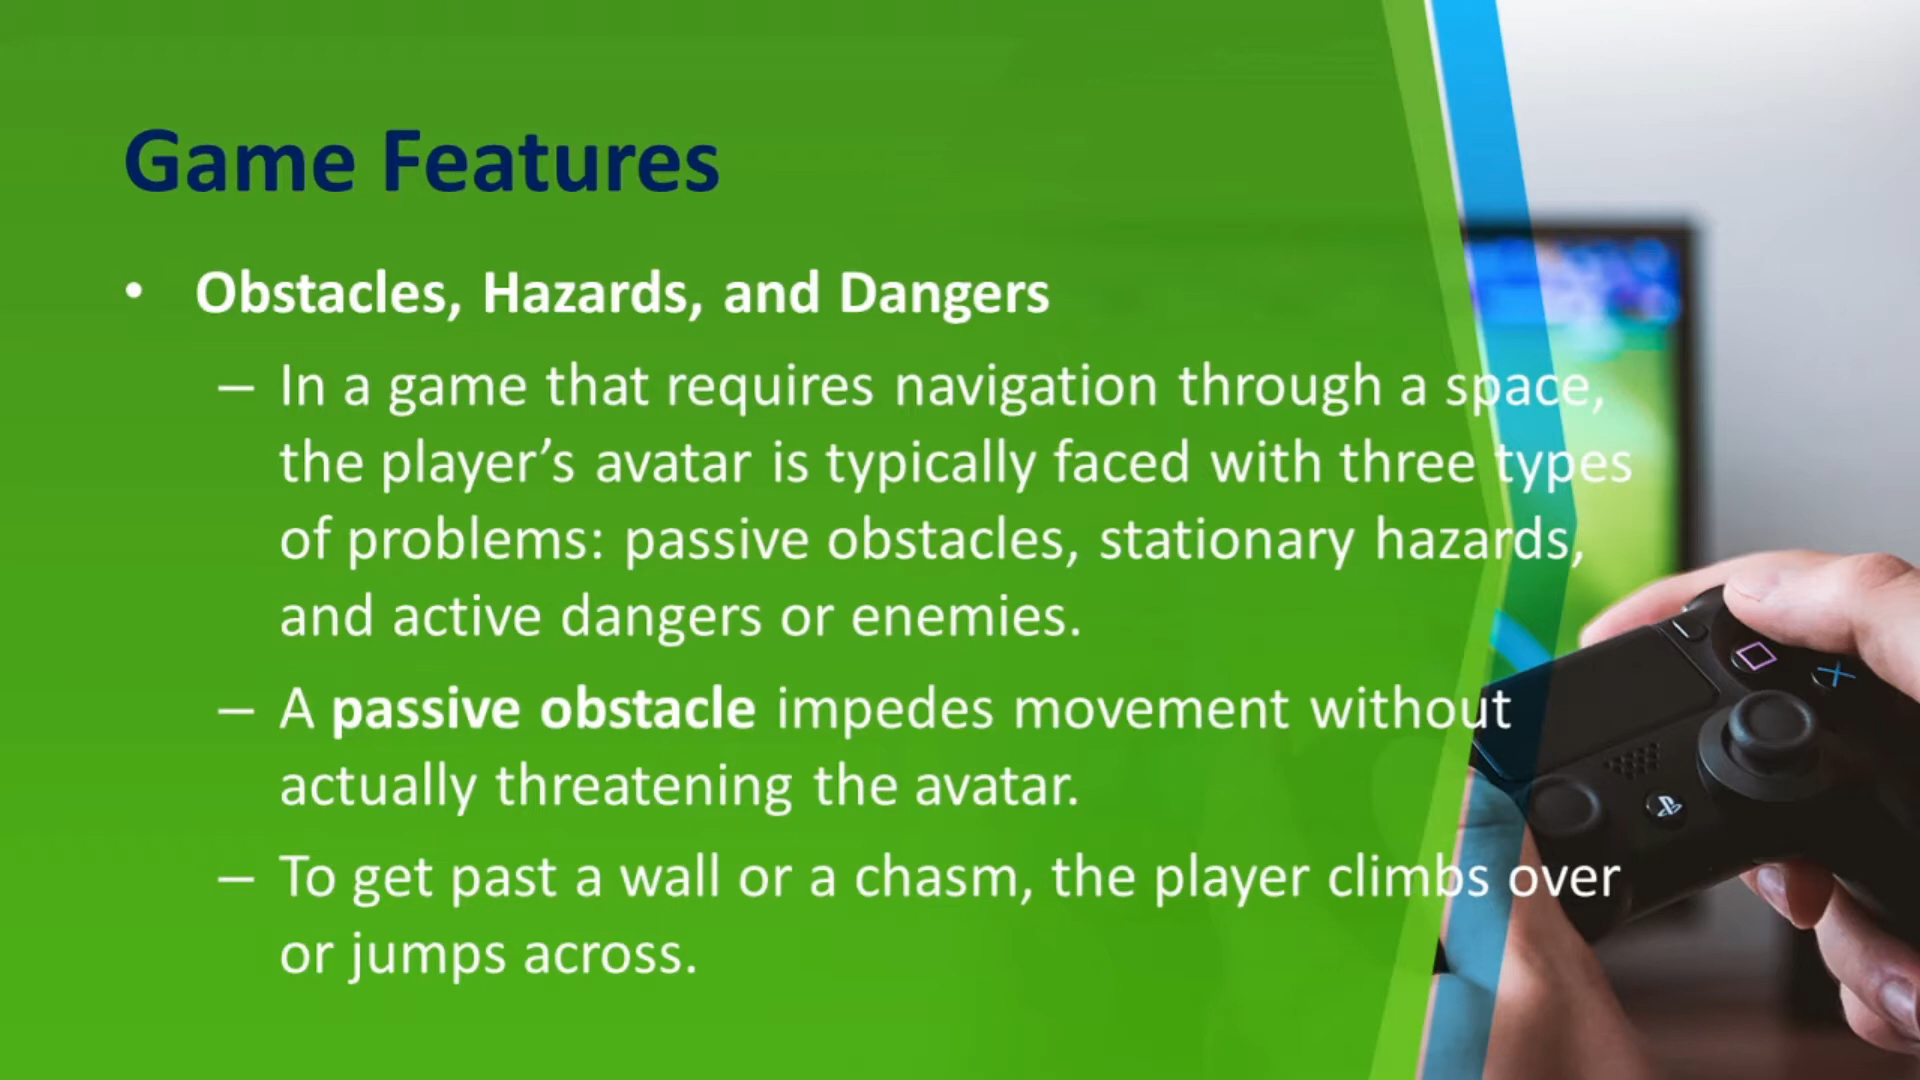 Game Features
• Obstacles, Hazards, and Dangers
– In a game that requires navigation through a space,
the player’s avatar is typically faced with three types
of problems: passive obstacles, stationary hazards,
and active dangers or enemies.
– A passive obstacle impedes movement without
actually threatening the avatar.
– To get past a wall or a chasm, the player climbs over
or jumps across.